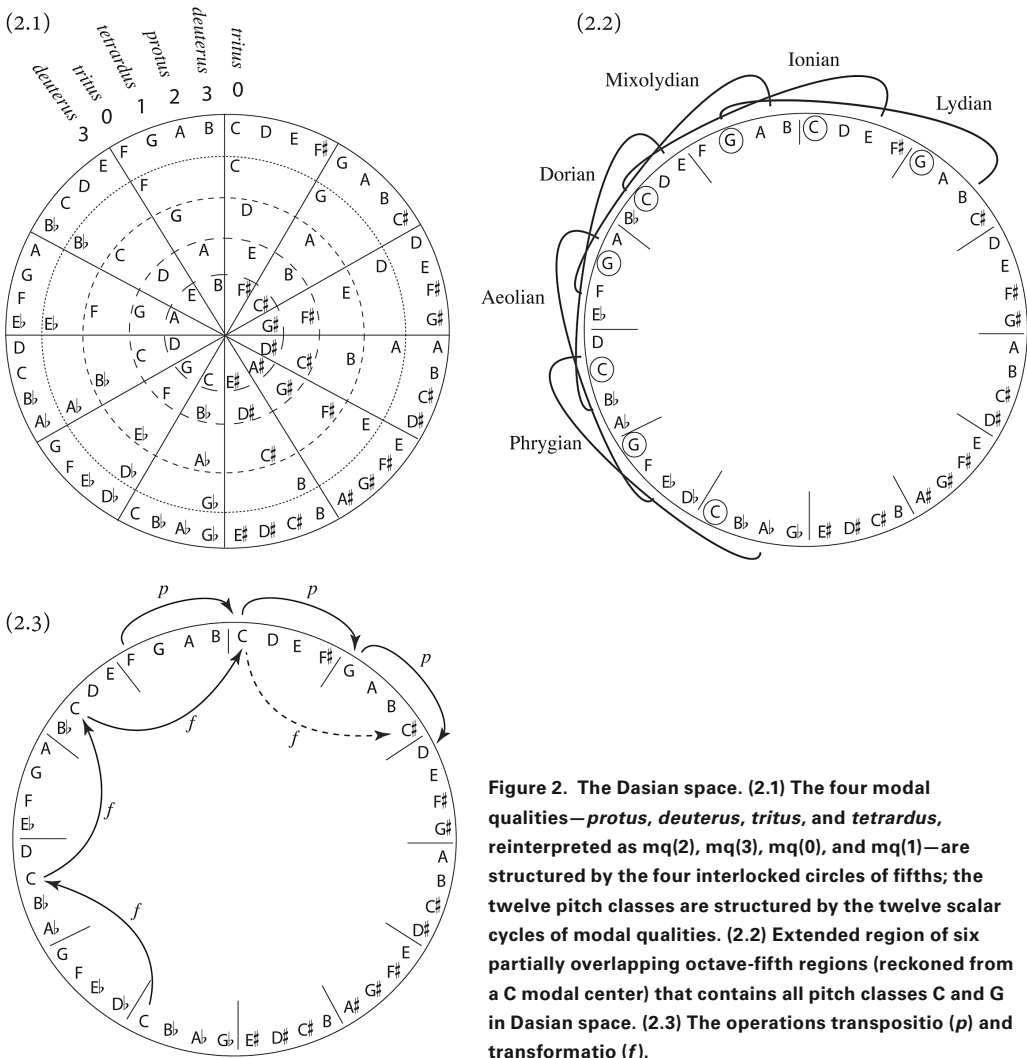 (2.1)
deuterus tritus tetrardus protus deuterus tritus
3 0 1 2 3 0
C D E F♯ G A B C♯ D E F♯ G♯ A B C♯ D♯ E F♯ G♯ A♯ B C♯ D♯ E♯ G♭ A♭ B♭ C D♭ E♭ F G A♭ B♭ C D E♭ F G A B♭ C D E F G A B
C G D A E B G♭ D♭ A♭ E♭ B♭ F
D A E B F♯ C♯ A♭ E♭ B♭ F C G
E B F♯ C♯ G♯ D♯ B♭ F C G D A
F♯ C♯ G♯ D♯ A♯ E♯ C G D A E B
(2.2)
Phrygian
Aeolian
Dorian
Mixolydian
Ionian
Lydian
C D E F♯ G A B C♯ D E F♯ G♯ A B C♯ D♯ E F♯ G♯ A♯ B C♯ D♯ E♯ G♭ A♭ B♭ C D♭ E♭ F G A♭ B♭ C D E♭ F G A B♭ C D E F G A B
(2.3)
p p p
C D E F♯ G A B C♯ D E F♯ G♯ A B C♯ D♯ E F♯ G♯ A♯ B C♯ D♯ E♯ G♭ A♭ B♭ C D♭ E♭ F G A♭ B♭ C D E♭ F G A B♭ C D E F G A B
f f f f
Figure 2. The Dasian space. (2.1) The four modal
qualities—protus, deuterus, tritus, and tetrardus,
reinterpreted as mq(2), mq(3), mq(0), and mq(1)—are
structured by the four interlocked circles of fifths; the
twelve pitch classes are structured by the twelve scalar
cycles of modal qualities. (2.2) Extended region of six
partially overlapping octave-fifth regions (reckoned from
a C modal center) that contains all pitch classes C and G
in Dasian space. (2.3) The operations transpositio (p) and
transformatio (f).